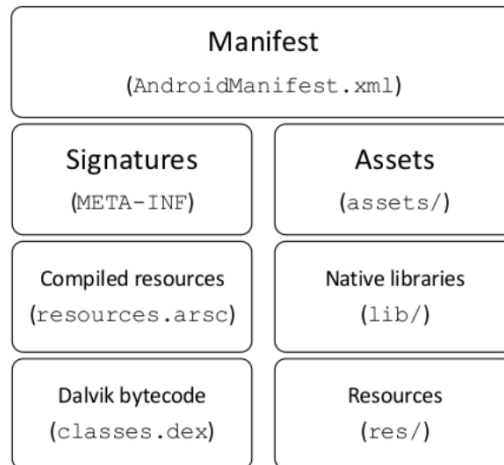 Manifest
(AndroidManifest.xml)
Signatures
(META-INF)
Assets
(assets/)
Compiled resources
(resources.arsc)
Native libraries
(lib/)
Dalvik bytecode
(classes.dex)
Resources
(res/)